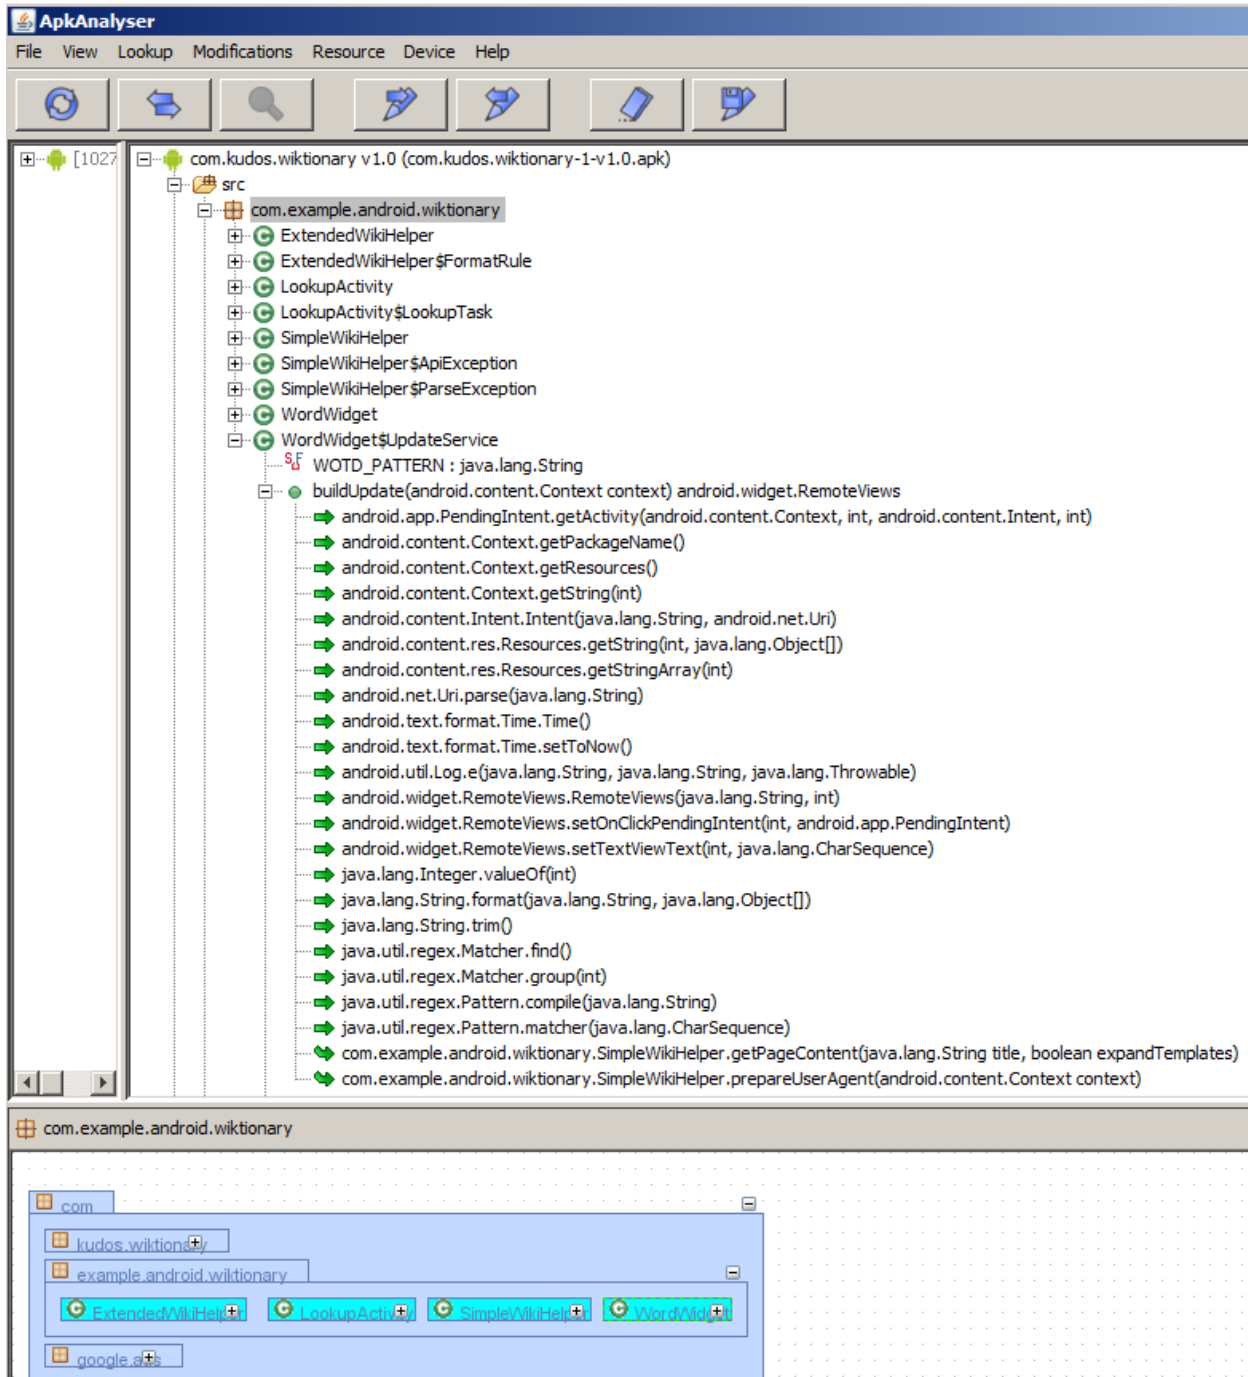 ApkAnalyser
File View Lookup Modifications Resource Device Help
[1027
com.kudos.wiktionary v1.0 (com.kudos.wiktionary-1-v1.0.apk)
src
com.example.android.wiktionary
ExtendedWikiHelper
ExtendedWikiHelper$FormatRule
LookupActivity
LookupActivity$LookupTask
SimpleWikiHelper
SimpleWikiHelper$ApiException
SimpleWikiHelper$ParseException
WordWidget
WordWidget$UpdateService
WOTD_PATTERN : java.lang.String
buildUpdate(android.content.Context context) android.widget.RemoteViews
android.app.PendingIntent.getActivity(android.content.Context, int, android.content.Intent, int)
android.content.Context.getPackageName()
android.content.Context.getResources()
android.content.Context.getString(int)
android.content.Intent.Intent(java.lang.String, android.net.Uri)
android.content.res.Resources.getString(int, java.lang.Object[])
android.content.res.Resources.getStringArray(int)
android.net.Uri.parse(java.lang.String)
android.text.format.Time.Time()
android.text.format.Time.setToNow()
android.util.Log.e(java.lang.String, java.lang.String, java.lang.Throwable)
android.widget.RemoteViews.RemoteViews(java.lang.String, int)
android.widget.RemoteViews.setOnClickPendingIntent(int, android.app.PendingIntent)
android.widget.RemoteViews.setTextViewText(int, java.lang.CharSequence)
java.lang.Integer.valueOf(int)
java.lang.String.format(java.lang.String, java.lang.Object[])
java.lang.String.trim()
java.util.regex.Matcher.find()
java.util.regex.Matcher.group(int)
java.util.regex.Pattern.compile(java.lang.String)
java.util.regex.Pattern.matcher(java.lang.CharSequence)
com.example.android.wiktionary.SimpleWikiHelper.getPageContent(java.lang.String title, boolean expandTemplates)
com.example.android.wiktionary.SimpleWikiHelper.prepareUserAgent(android.content.Context context)
com.example.android.wiktionary
com
kudos.wiktionary
example.android.wiktionary
ExtendedWikiHelper LookupActivity SimpleWikiHelper WordWidget
google.ads